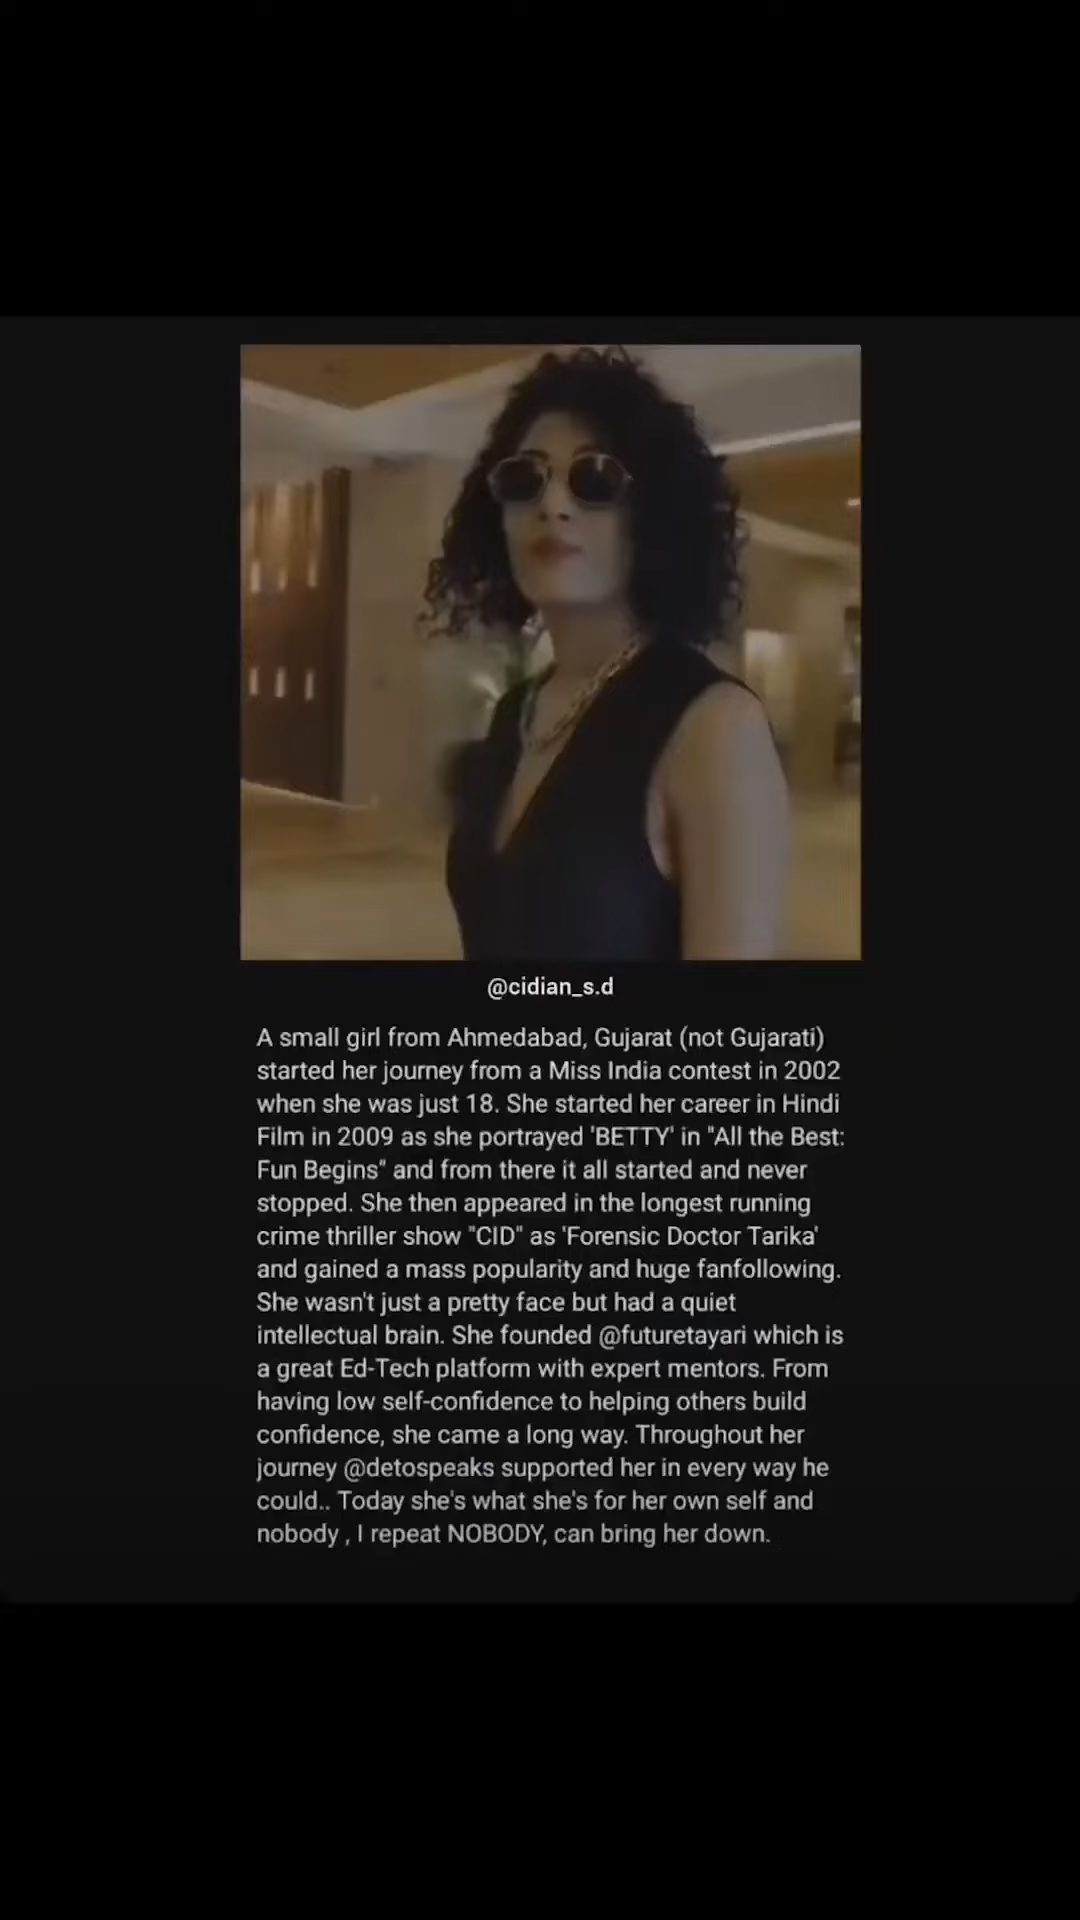 @cidian_s.d
A small girl from Ahmedabad, Gujarat (not Gujarati)
started her journey from a Miss India contest in 2002
when she was just 18. She started her career in Hindi
Film in 2009 as she portrayed 'BETTY' in "All the Best:
Fun Begins" and from there it all started and never
stopped. She then appeared in the longest running
crime thriller show "CID" as 'Forensic Doctor Tarika'
and gained a mass popularity and huge fanfollowing.
She wasn't just a pretty face but had a quiet
intellectual brain. She founded @futuretayari which is
a great Ed-Tech platform with expert mentors. From
having low self-confidence to helping others build
confidence, she came a long way. Throughout her
journey @detospeaks supported her in every way he
could.. Today she's what she's for her own self and
nobody , I repeat NOBODY, can bring her down.